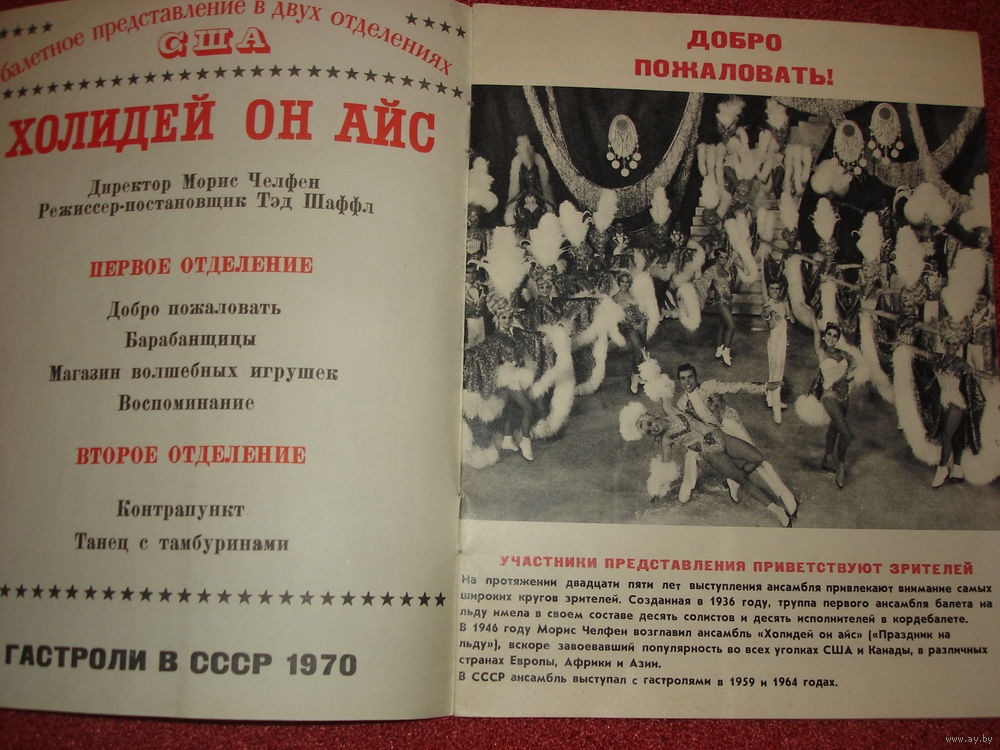 балетное представление в двух отделениях
США
ХОЛИДЕЙ ОН АЙС
Директор Морис Челфен
Режиссер-постановщик Тэд Шаффл
ПЕРВОЕ ОТДЕЛЕНИЕ
Добро пожаловать
Барабанщицы
Магазин волшебных игрушек
Воспоминание
ВТОРОЕ ОТДЕЛЕНИЕ
Контрапункт
Танец с тамбуринами
ГАСТРОЛИ В СССР 1970
ДОБРО
ПОЖАЛОВАТЬ!
УЧАСТНИКИ ПРЕДСТАВЛЕНИЯ ПРИВЕТСТВУЮТ ЗРИТЕЛЕЙ
На протяжении двадцати пяти лет выступления ансамбля привлекают внимание самых
широких кругов зрителей. Созданная в 1936 году, труппа первого ансамбля балета на
льду имела в своем составе десять солистов и десять исполнителей в кордебалете.
В 1946 году Морис Челфен возглавил ансамбль «Холидей он айс» («Праздник на
льду»), вскоре завоевавший популярность во всех уголках США и Канады, в различных
странах Европы, Африки и Азии.
В СССР ансамбль выступал с гастролями в 1959 и 1964 годах.
www.ay.by